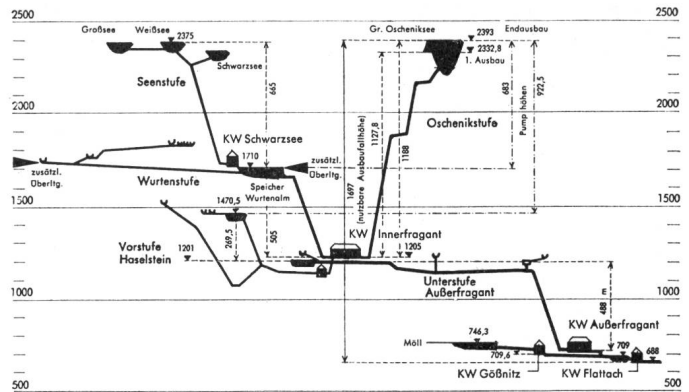 2500
2500
Großsee
Weißsee
2375
Schwarzsee
Seenstufe
665
Gr. Oscheniksee
2393
2332,8
1. Ausbau
Endausbau
683
Pump höhen
922,5
Oschenikstufe
2000
2000
KW Schwarzsee
1710
zusätzl.
Überltg.
Wurtenstufe
Speicher
Wurtenalm
zusätzl.
Überltg.
1697
(nutzbare Ausbaufallhöhe)
1127,8
1188
1500
1500
1470,5
269,5
505
Vorstufe
Haselstein
1201
KW Innerfragant
1205
Unterstufe
Außerfragant
488 m
1000
1000
KW Außerfragant
Möll
746,3
709,6
709
688
KW Gößnitz
KW Flattach
500
500